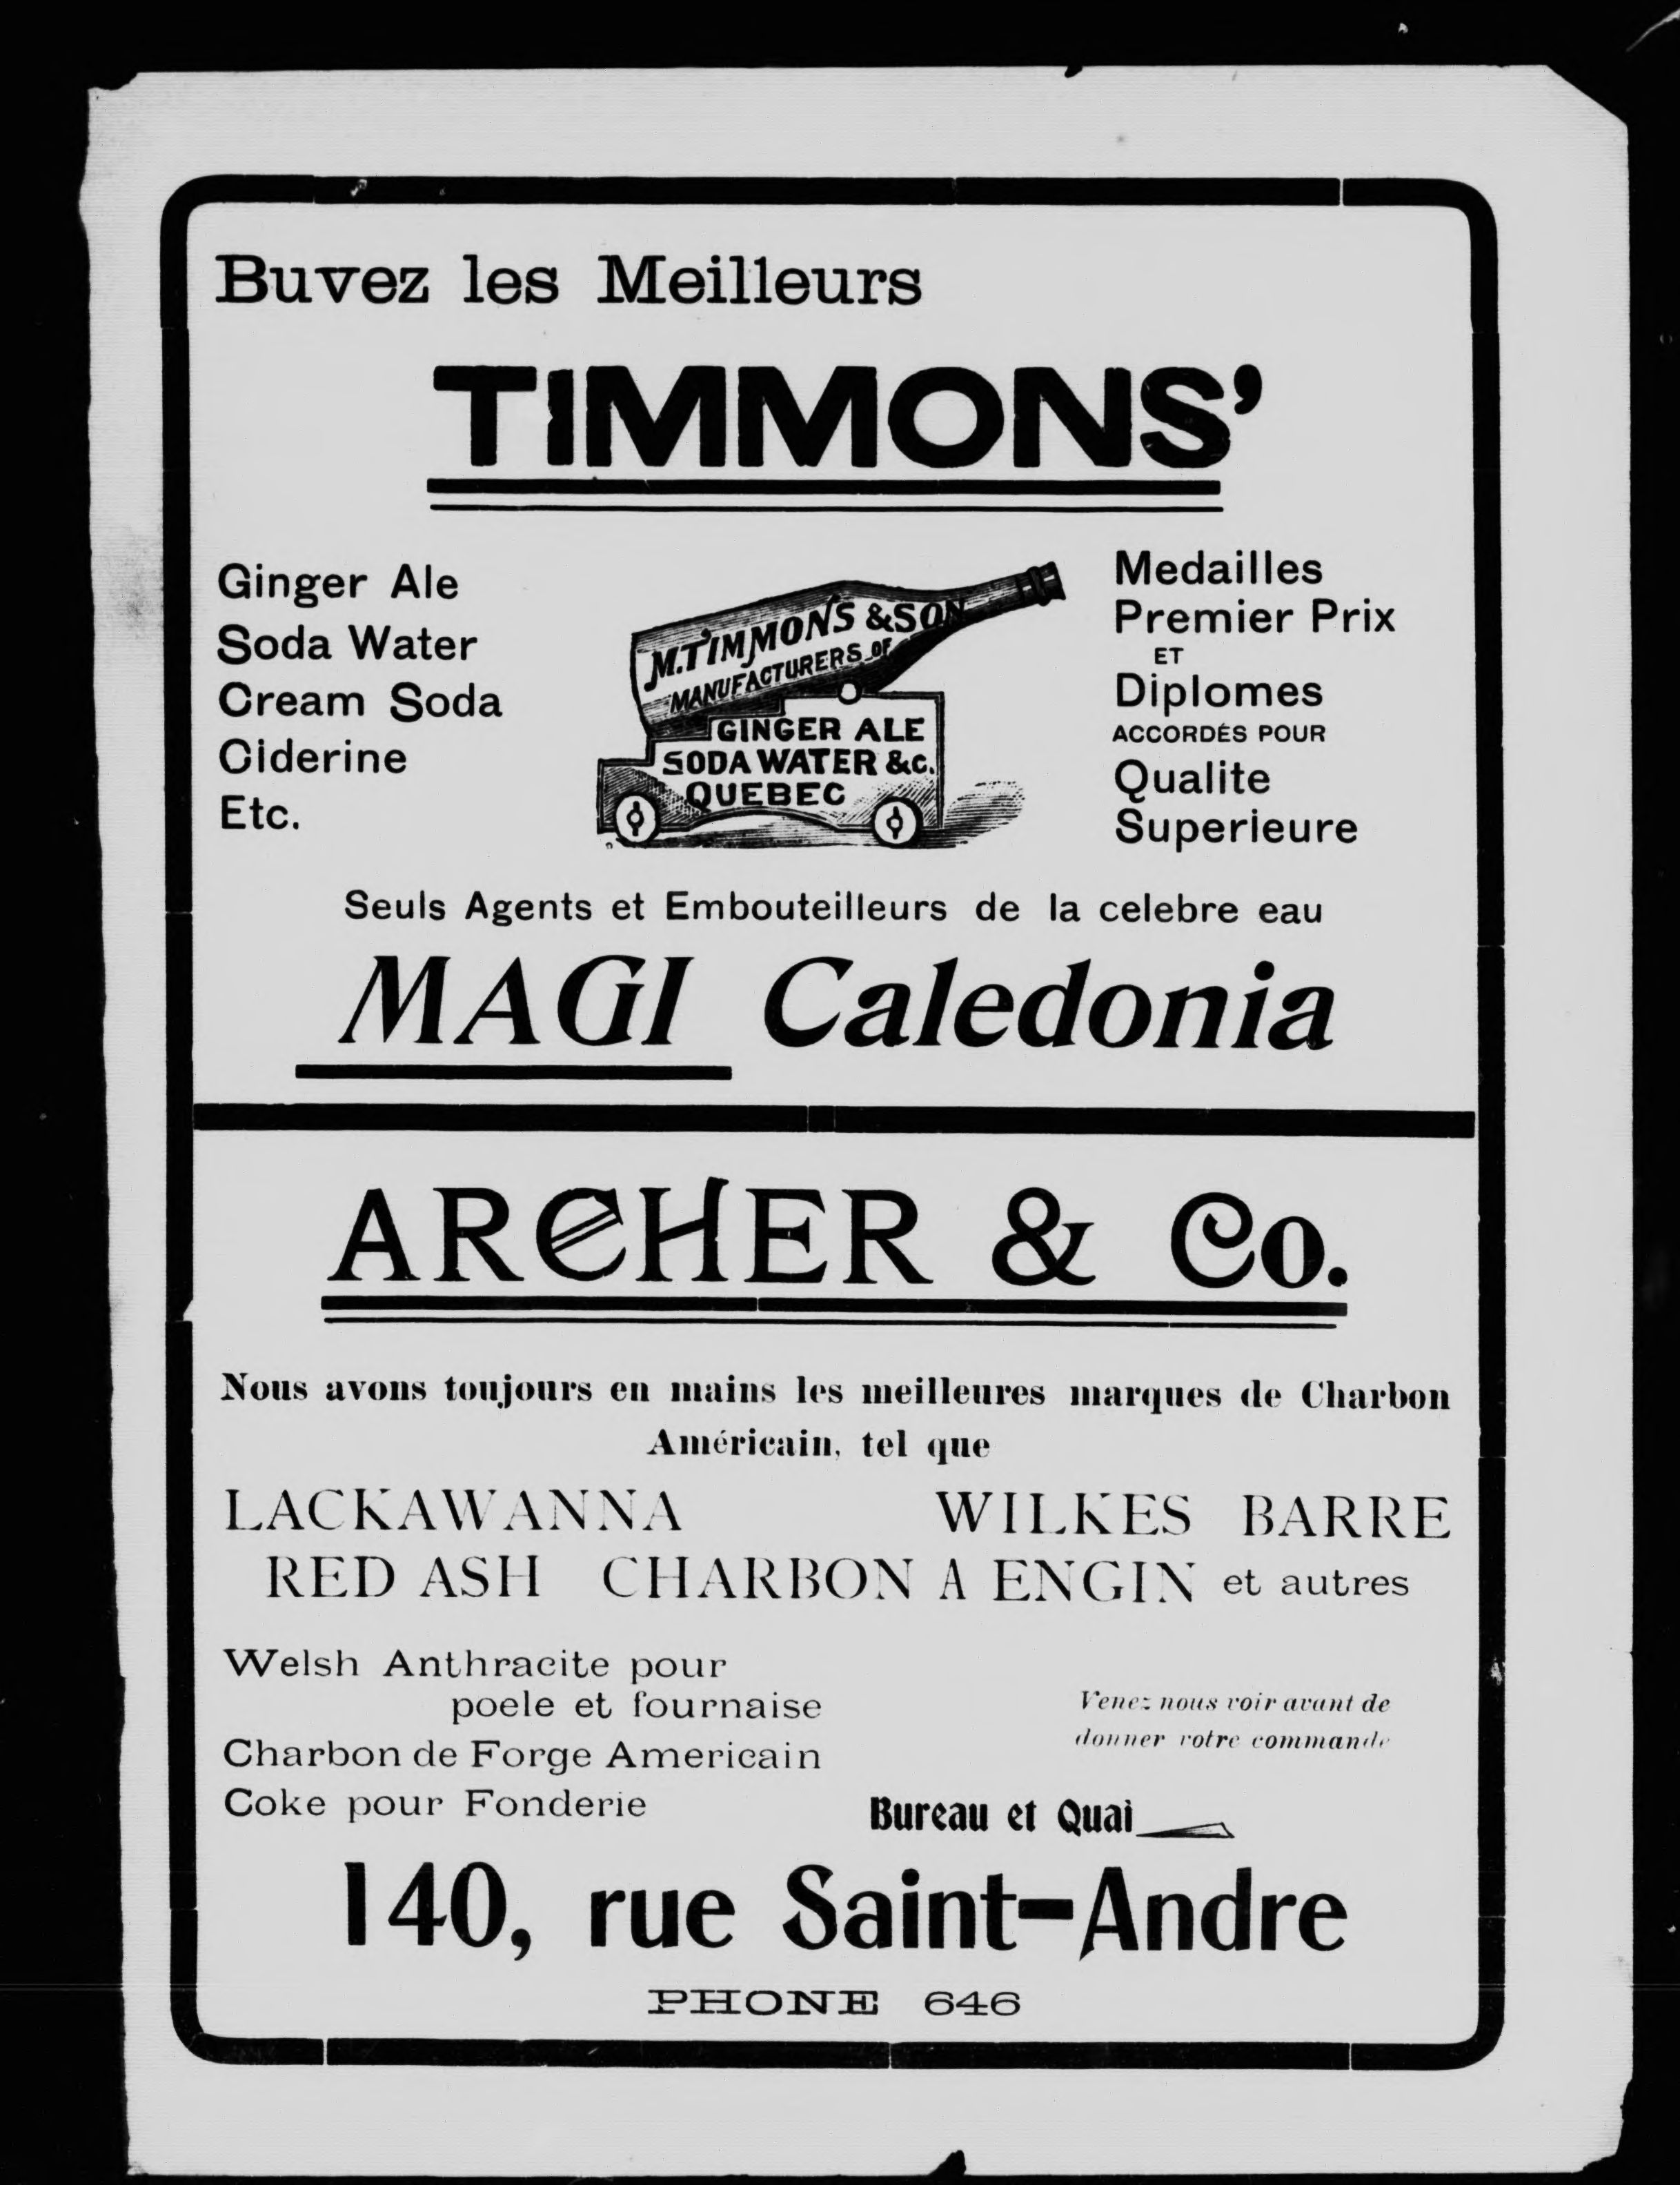 Buvez les Meilleurs
TIMMONS'
Ginger Ale
Soda Water
Cream Soda
Ciderine
Etc.
M. TIMMONS & SON
MANUFACTURERS OF
GINGER ALE
SODA WATER &c.
QUEBEC
Medailles
Premier Prix
ET
Diplomes
ACCORDÉS POUR
Qualite
Superieure
Seuls Agents et Embouteilleurs de la celebre eau
MAGI Caledonia
ARCHER & Co.
Nous avons toujours en mains les meilleures marques de Charbon
Américain, tel que
LACKAWANNA WILKES BARRE
RED ASH CHARBON A ENGIN et autres
Welsh Anthracite pour
poele et fournaise
Charbon de Forge Americain
Coke pour Fonderie
Venez nous voir avant de
donner votre commande
Bureau et Quai
140, rue Saint-Andre
PHONE 646